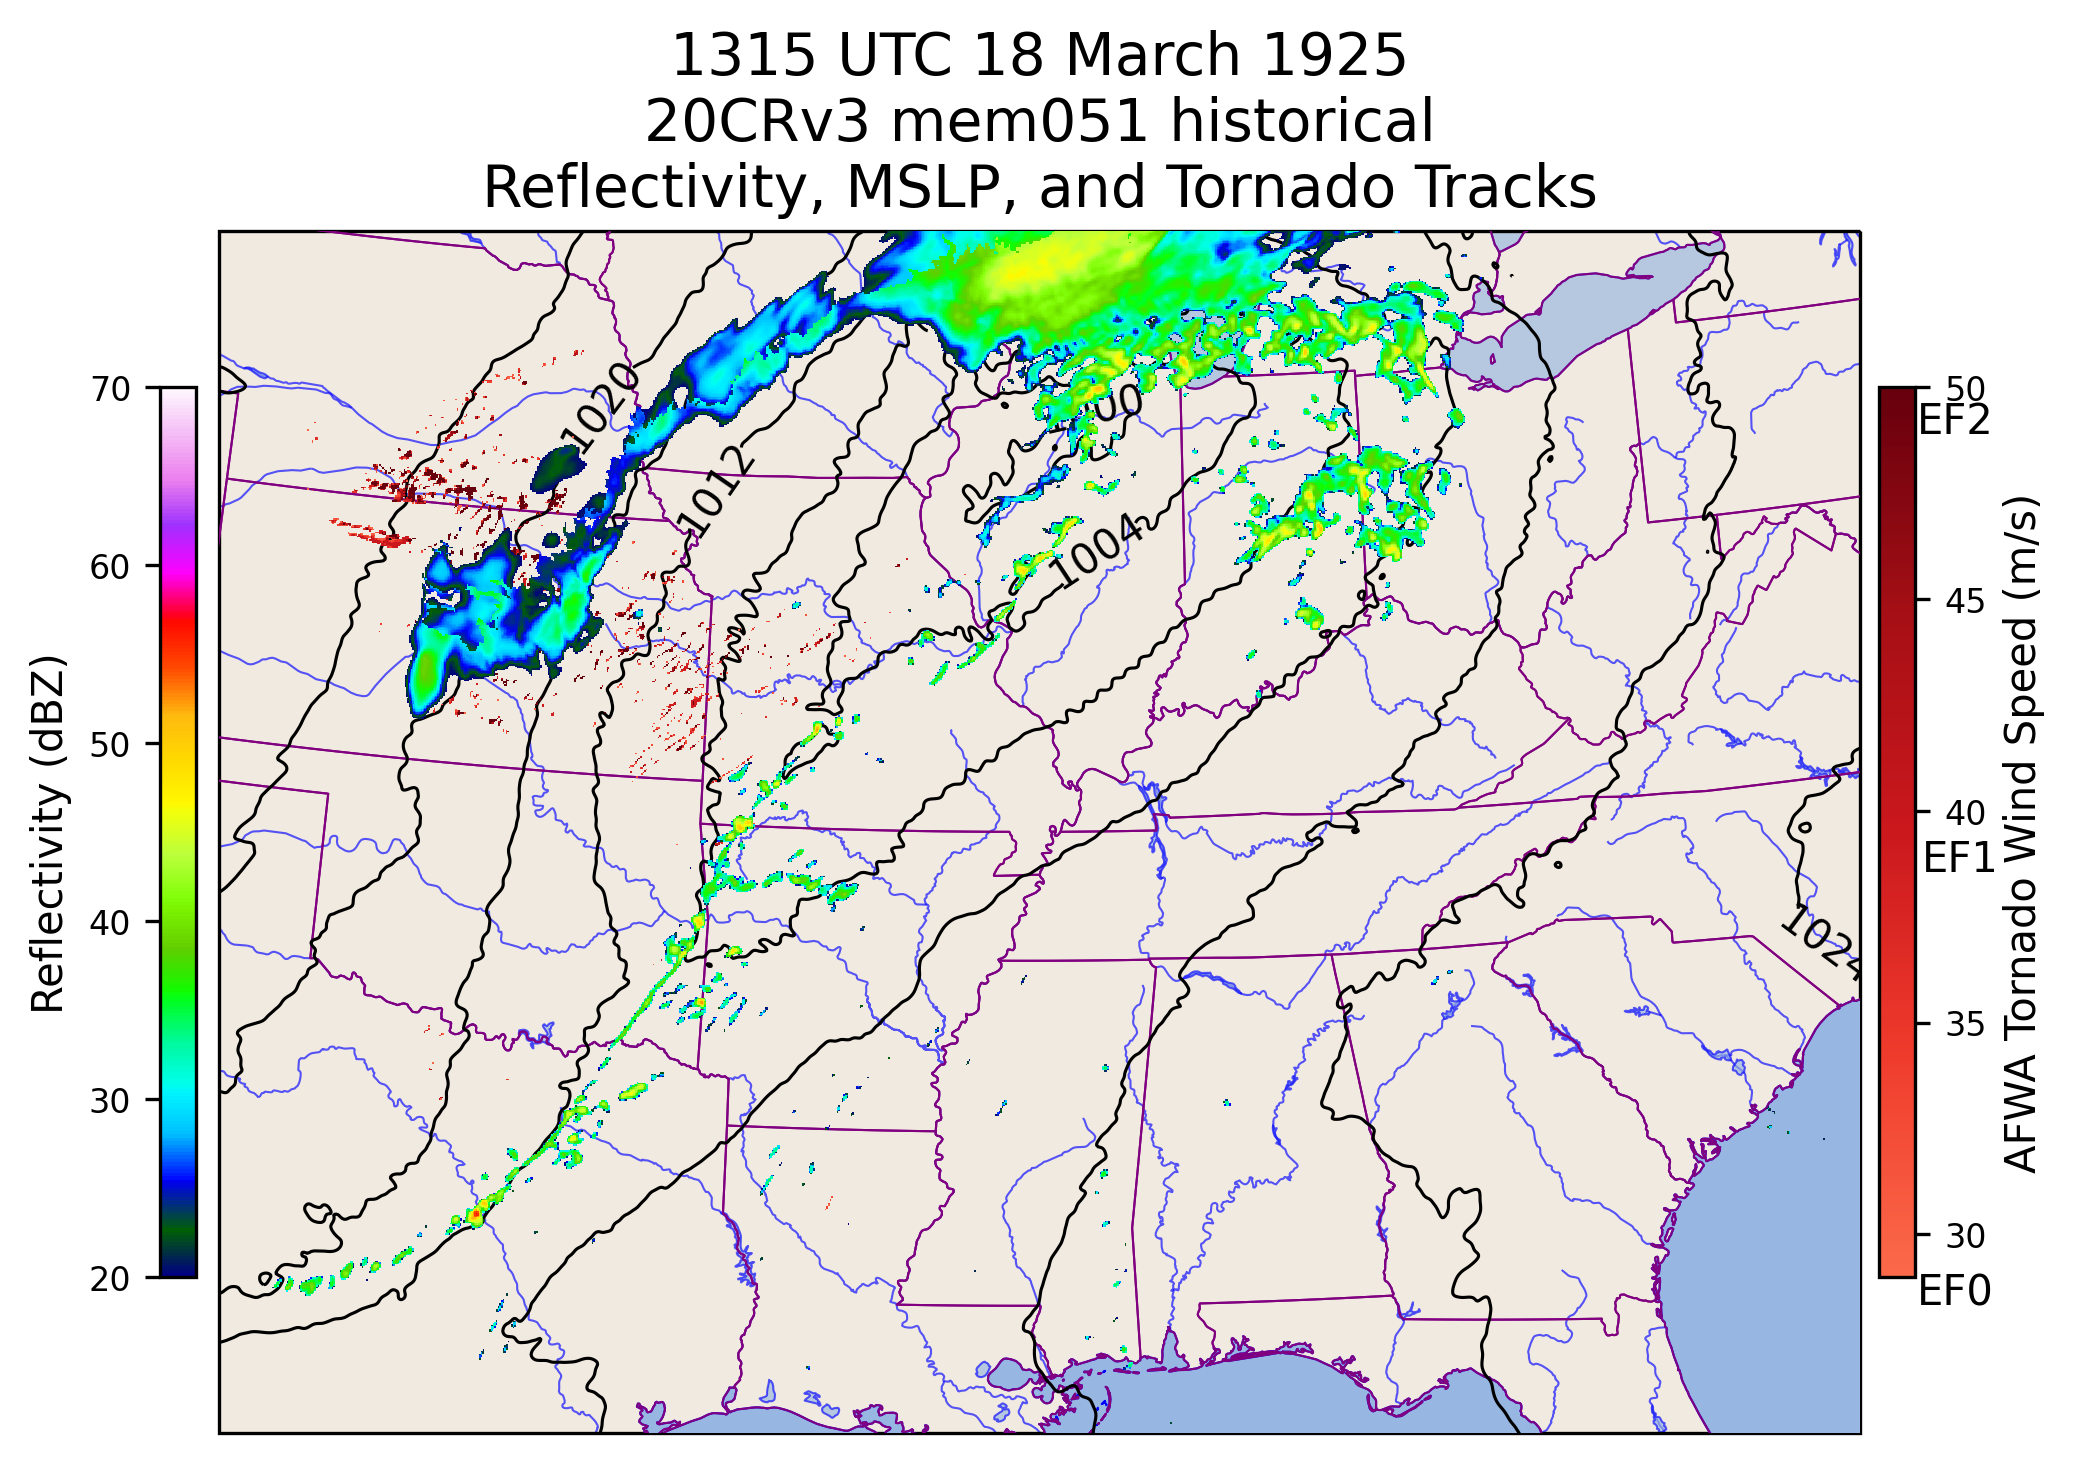 1315 UTC 18 March 1925
20CRv3 mem051 historical
Reflectivity, MSLP, and Tornado Tracks
Reflectivity (dBZ)
70
60
50
40
30
20
1020
1012
1004
1024
50
EF2
45
40
EF1
35
30
EF0
AFWA Tornado Wind Speed (m/s)